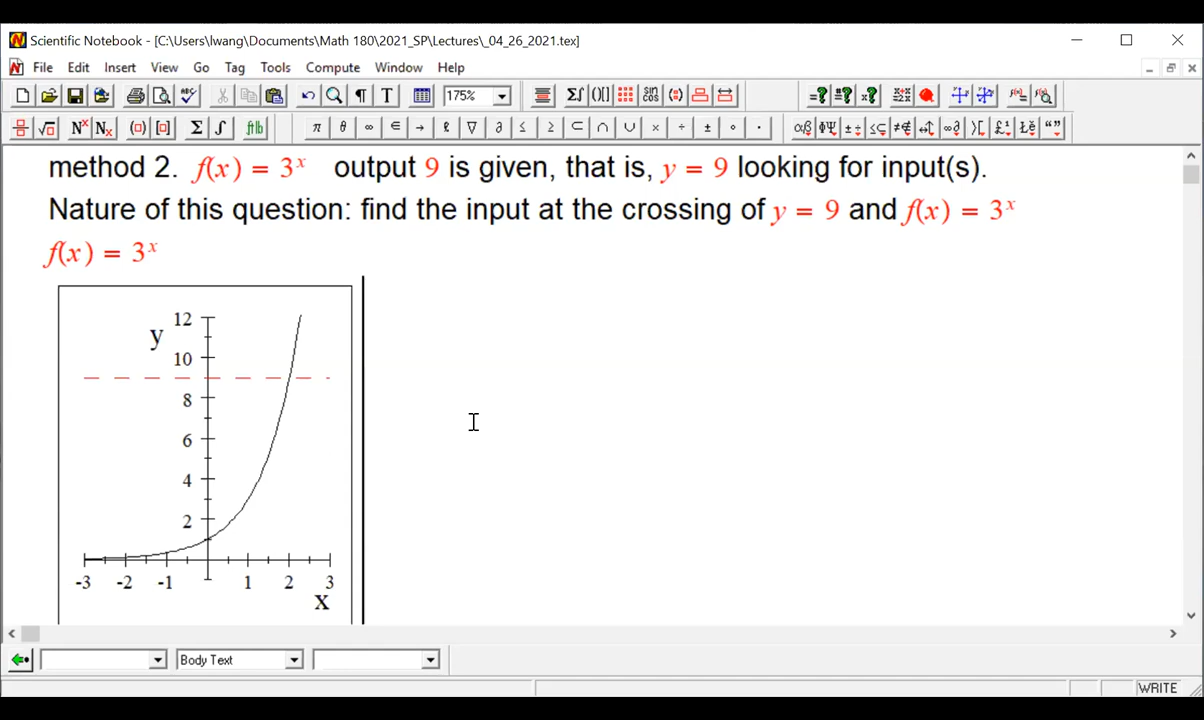 Scientific Notebook - [C:\Users\lwang\Documents\Math 180\2021_SP\Lectures\_04_26_2021.tex]
File Edit Insert View Go Tag Tools Compute Window Help
175%
method 2. f(x) = 3^x output 9 is given, that is, y = 9 looking for input(s).
Nature of this question: find the input at the crossing of y = 9 and f(x) = 3^x
f(x) = 3^x
y
12
10
8
6
4
2
-3 -2 -1 1 2 3
x
Body Text
WRITE